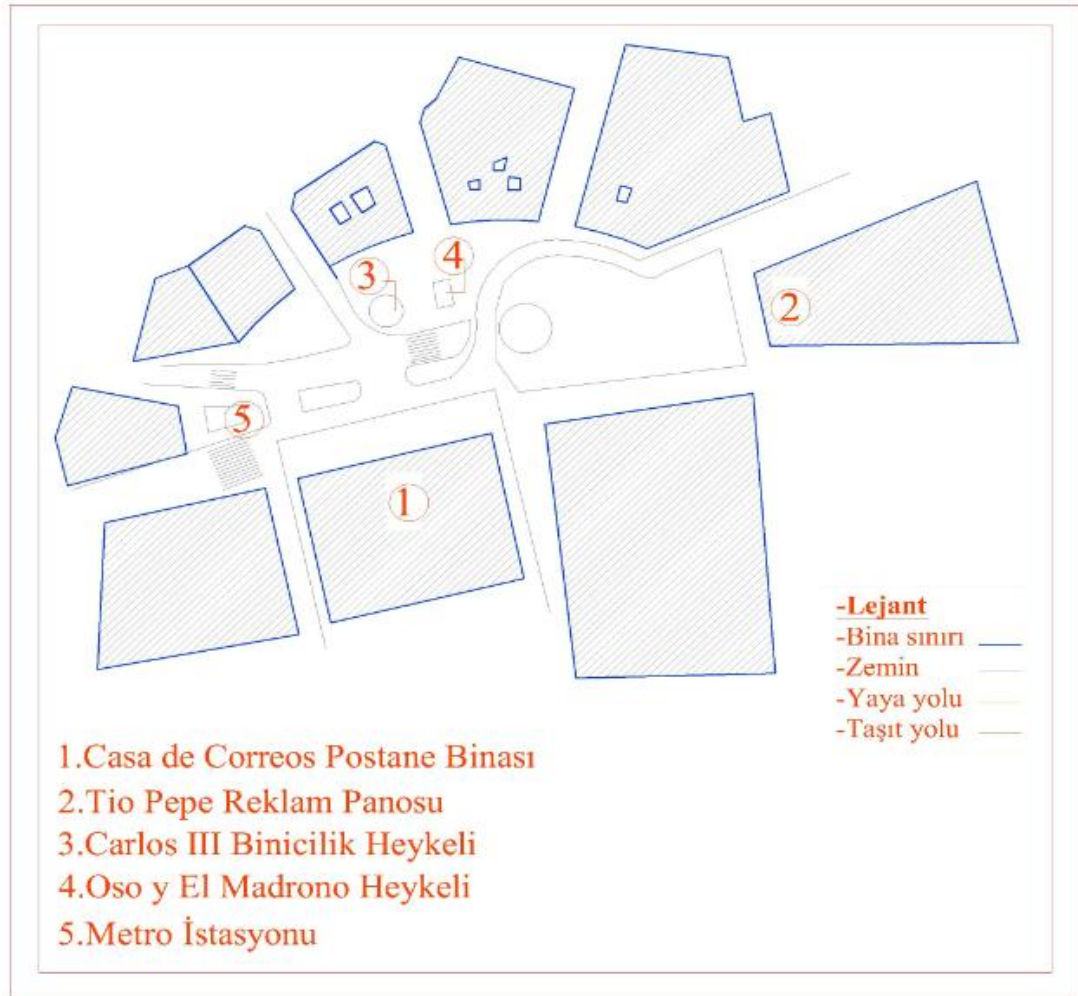 4
3
2
5
1
-Lejant
-Bina sınırı
-Zemin
-Yaya yolu
-Taşıt yolu
1.Casa de Correos Postane Binası
2.Tio Pepe Reklam Panosu
3.Carlos III Binicilik Heykeli
4.Oso y El Madrono Heykeli
5.Metro İstasyonu